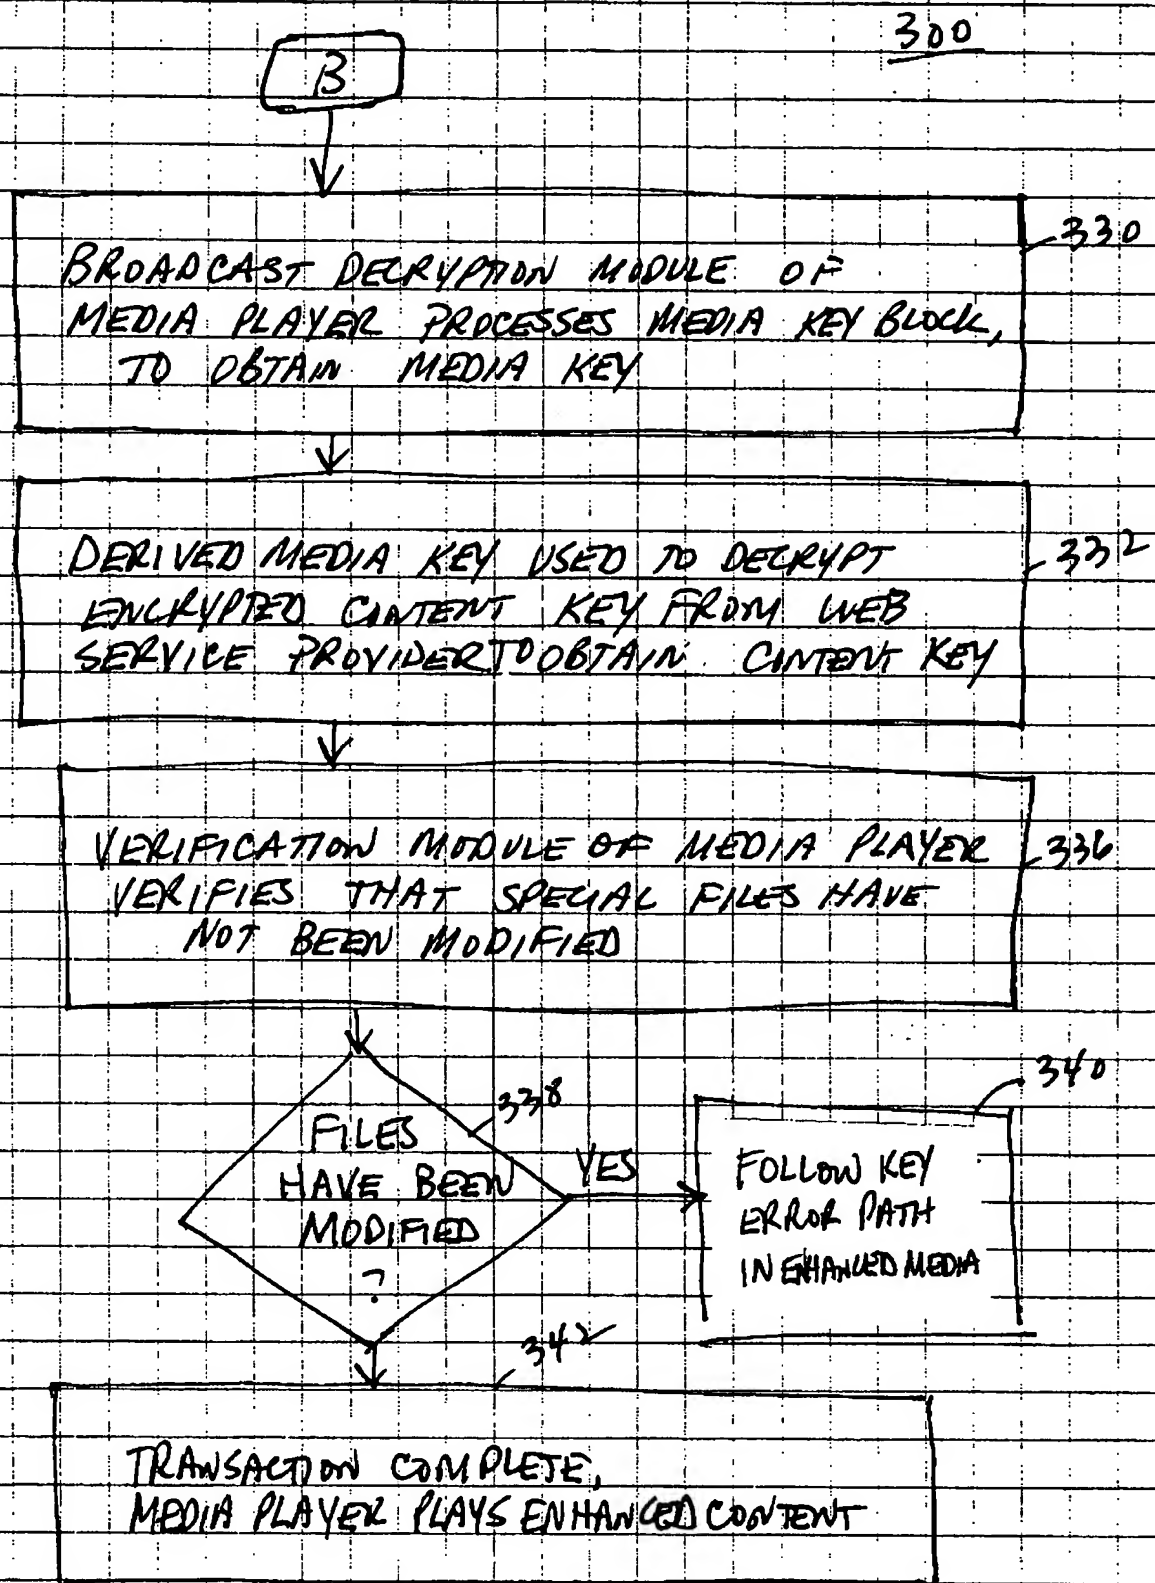 300
B
330
BROADCAST DECRYPTION MODULE OF
MEDIA PLAYER PROCESSES MEDIA KEY BLOCK,
TO OBTAIN MEDIA KEY
332
DERIVED MEDIA KEY USED TO DECRYPT
ENCRYPTED CONTENT KEY FROM WEB
SERVICE PROVIDER TO OBTAIN CONTENT KEY
336
VERIFICATION MODULE OF MEDIA PLAYER
VERIFIES THAT SPECIAL FILES HAVE
NOT BEEN MODIFIED
338
FILES
HAVE BEEN
MODIFIED
?
YES
340
FOLLOW KEY
ERROR PATH
IN ENHANCED MEDIA
342
TRANSACTION COMPLETE,
MEDIA PLAYER PLAYS ENHANCED CONTENT